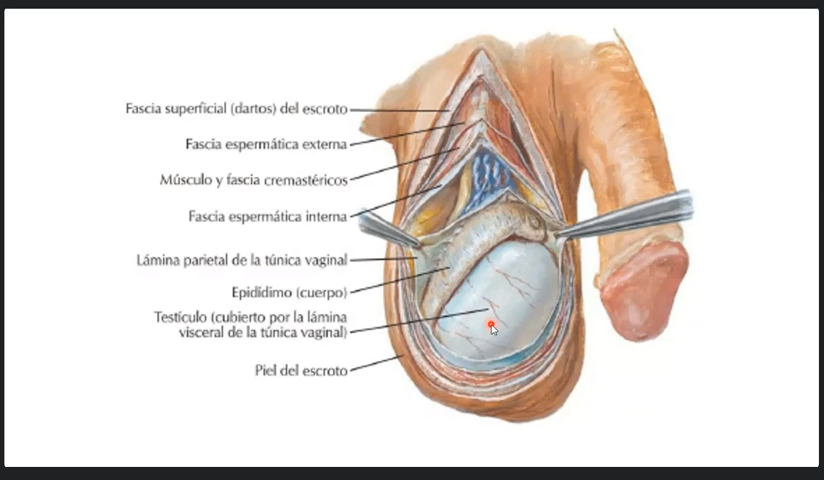 Fascia superficial (dartos) del escroto
Fascia espermática externa
Músculo y fascia cremastéricos
Fascia espermática interna
Lámina parietal de la túnica vaginal
Epidídimo (cuerpo)
Testículo (cubierto por la lámina
visceral de la túnica vaginal)
Piel del escroto